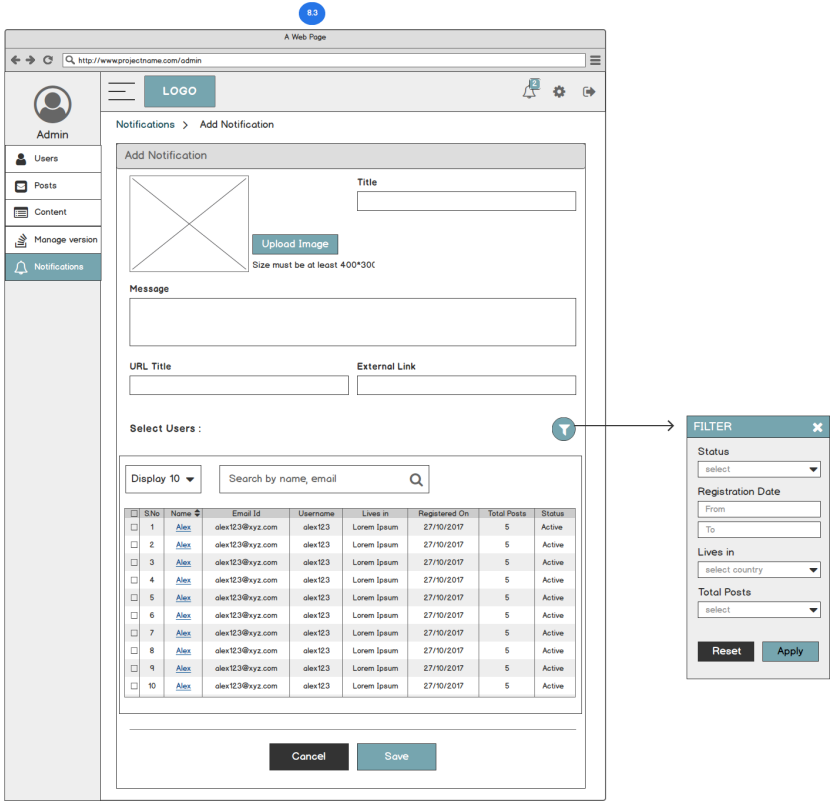 8.3
A Web Page
http://www.projectname.com/admin
LOGO
2
Admin
Users
Posts
Content
Manage version
Notifications
Notifications > Add Notification
Add Notification
Title
Upload Image
Size must be at least 400*300
Message
URL Title
External Link
Select Users :
Display 10
Search by name, email
S.No Name Email Id Username Lives in Registered On Total Posts Status
1 Alex alex123@xyz.com alex123 Lorem Ipsum 27/10/2017 5 Active
2 Alex alex123@xyz.com alex123 Lorem Ipsum 27/10/2017 5 Active
3 Alex alex123@xyz.com alex123 Lorem Ipsum 27/10/2017 5 Active
4 Alex alex123@xyz.com alex123 Lorem Ipsum 27/10/2017 5 Active
5 Alex alex123@xyz.com alex123 Lorem Ipsum 27/10/2017 5 Active
6 Alex alex123@xyz.com alex123 Lorem Ipsum 27/10/2017 5 Active
7 Alex alex123@xyz.com alex123 Lorem Ipsum 27/10/2017 5 Active
8 Alex alex123@xyz.com alex123 Lorem Ipsum 27/10/2017 5 Active
9 Alex alex123@xyz.com alex123 Lorem Ipsum 27/10/2017 5 Active
10 Alex alex123@xyz.com alex123 Lorem Ipsum 27/10/2017 5 Active
Cancel
Save
FILTER
Status
select
Registration Date
From
To
Lives in
select country
Total Posts
select
Reset
Apply